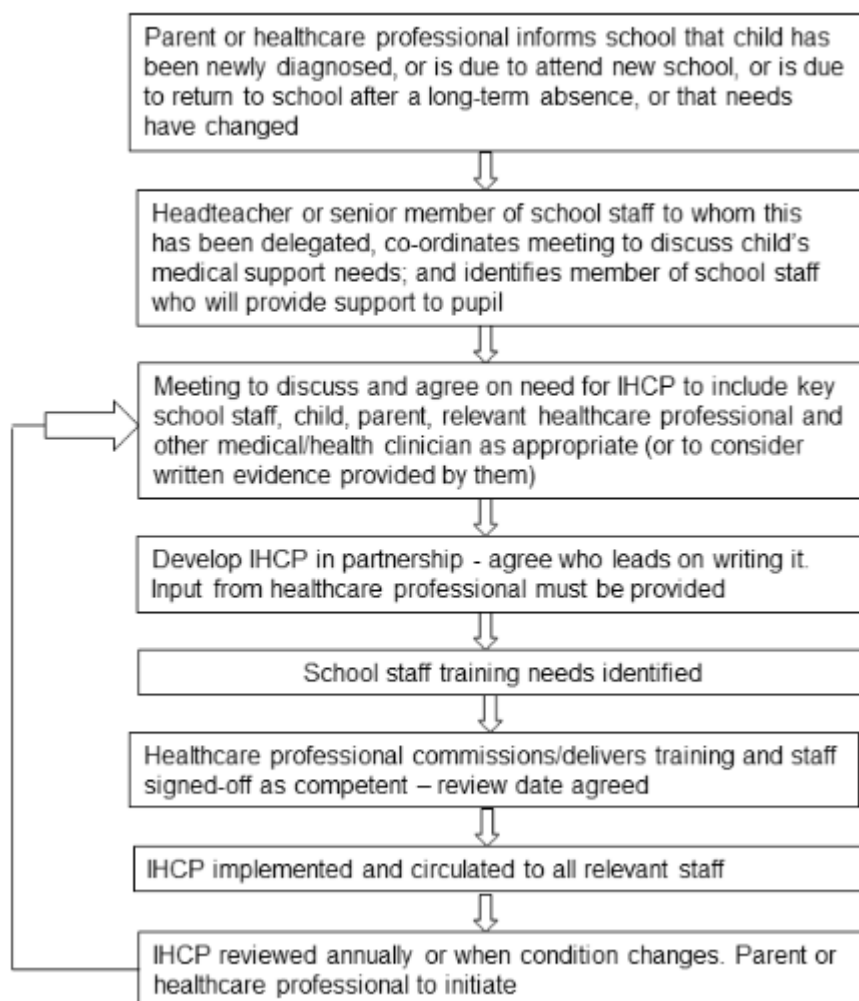 Parent or healthcare professional informs school that child has
been newly diagnosed, or is due to attend new school, or is due
to return to school after a long-term absence, or that needs
have changed
Headteacher or senior member of school staff to whom this
has been delegated, co-ordinates meeting to discuss child's
medical support needs; and identifies member of school staff
who will provide support to pupil
Meeting to discuss and agree on need for IHCP to include key
school staff, child, parent, relevant healthcare professional and
other medical/health clinician as appropriate (or to consider
written evidence provided by them)
Develop IHCP in partnership - agree who leads on writing it.
Input from healthcare professional must be provided
School staff training needs identified
Healthcare professional commissions/delivers training and staff
signed-off as competent – review date agreed
IHCP implemented and circulated to all relevant staff
IHCP reviewed annually or when condition changes. Parent or
healthcare professional to initiate